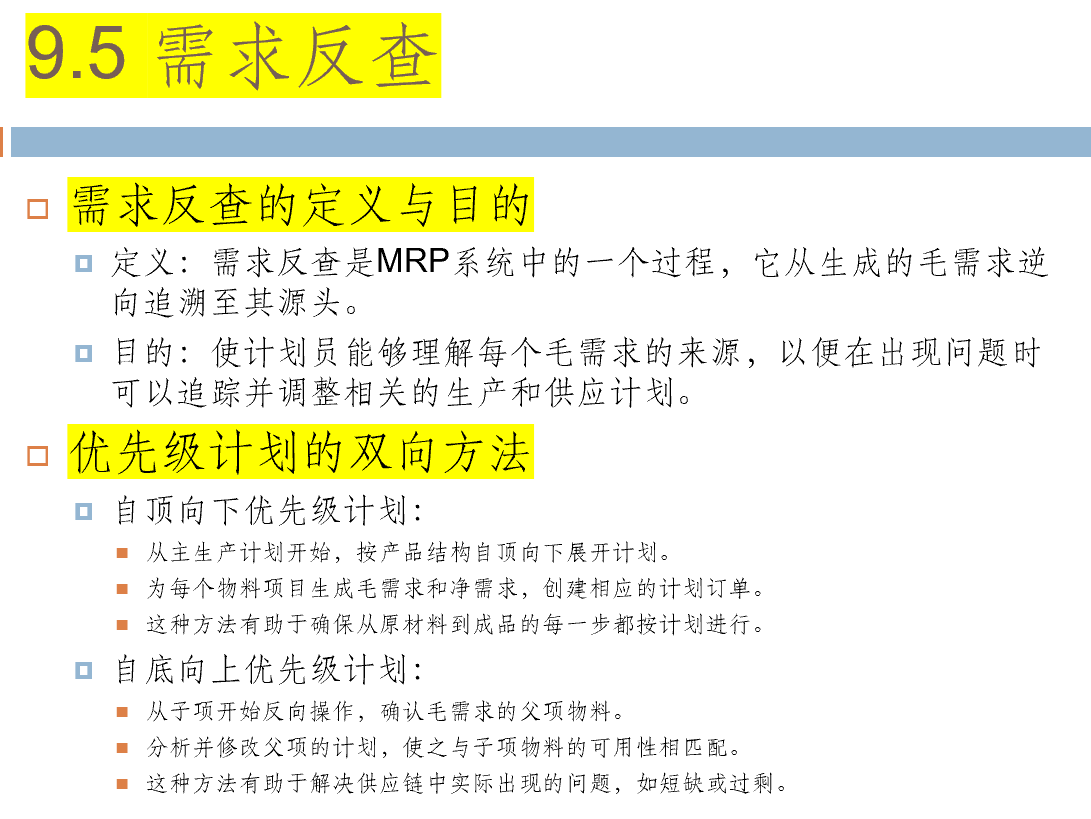 9.5 需求反查
需求反查的定义与目的
定义：需求反查是MRP系统中的一个过程，它从生成的毛需求逆
向追溯至其源头。
目的：使计划员能够理解每个毛需求的来源，以便在出现问题时
可以追踪并调整相关的生产和供应计划。
优先级计划的双向方法
自顶向下优先级计划：
从主生产计划开始，按产品结构自顶向下展开计划。
为每个物料项目生成毛需求和净需求，创建相应的计划订单。
这种方法有助于确保从原材料到成品的每一步都按计划进行。
自底向上优先级计划：
从子项开始反向操作，确认毛需求的父项物料。
分析并修改父项的计划，使之与子项物料的可用性相匹配。
这种方法有助于解决供应链中实际出现的问题，如短缺或过剩。